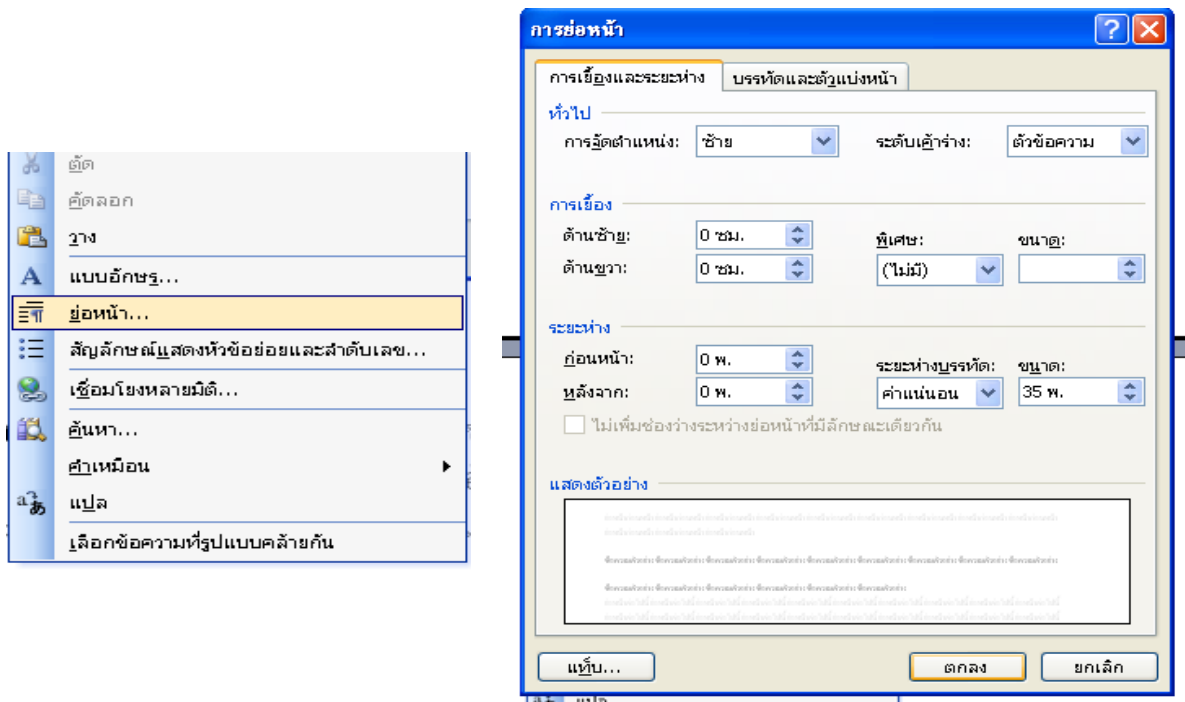 ตัด
คัดลอก
วาง
แบบอักษร...
ย่อหน้า...
สัญลักษณ์แสดงหัวข้อย่อยและลำดับเลข...
เชื่อมโยงหลายมิติ...
ค้นหา...
คำเหมือน
แปล
เลือกข้อความที่รูปแบบคล้ายกัน
การย่อหน้า
การเยื้องและระยะห่าง บรรทัดและตัวแบ่งหน้า
ทั่วไป
การจัดตำแหน่ง: ซ้าย ระดับเค้าร่าง: ตัวข้อความ
การเยื้อง
ด้านซ้าย: 0 ซม. พิเศษ: ขนาด:
ด้านขวา: 0 ซม. (ไม่มี)
ระยะห่าง
ก่อนหน้า: 0 พ. ระยะห่างบรรทัด: ขนาด:
หลังจาก: 0 พ. ค่าแน่นอน 35 พ.
ไม่เพิ่มช่องว่างระหว่างย่อหน้าที่มีลักษณะเดียวกัน
แสดงตัวอย่าง
แท็บ... ตกลง ยกเลิก
แปล